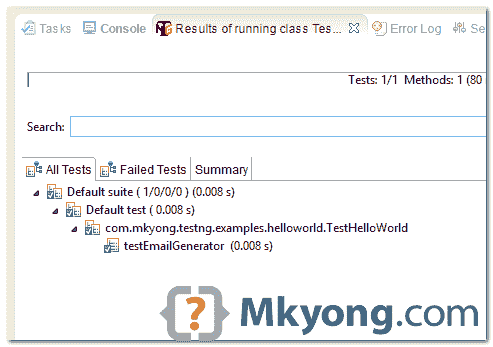 Tasks Console Results of running class Tes... Error Log Se
Tests: 1/1 Methods: 1 (80
Search:
All Tests Failed Tests Summary
Default suite ( 1/0/0/0 ) (0.008 s)
Default test ( 0.008 s)
com.mkyong.testng.examples.helloworld.TestHelloWorld
testEmailGenerator (0.008 s)
{?} Mkyong.com